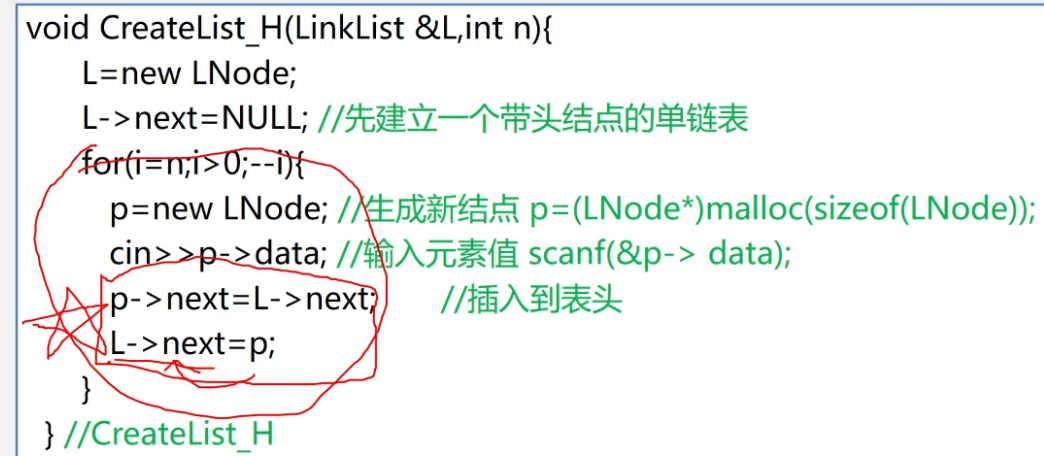 void CreateList_H(LinkList &L,int n){
L=new LNode;
L->next=NULL; //先建立一个带头结点的单链表
for(i=n;i>0;--i){
p=new LNode; //生成新结点 p=(LNode*)malloc(sizeof(LNode));
cin>>p->data; //输入元素值 scanf(&p-> data);
p->next=L->next; //插入到表头
L->next=p;
}
} //CreateList_H